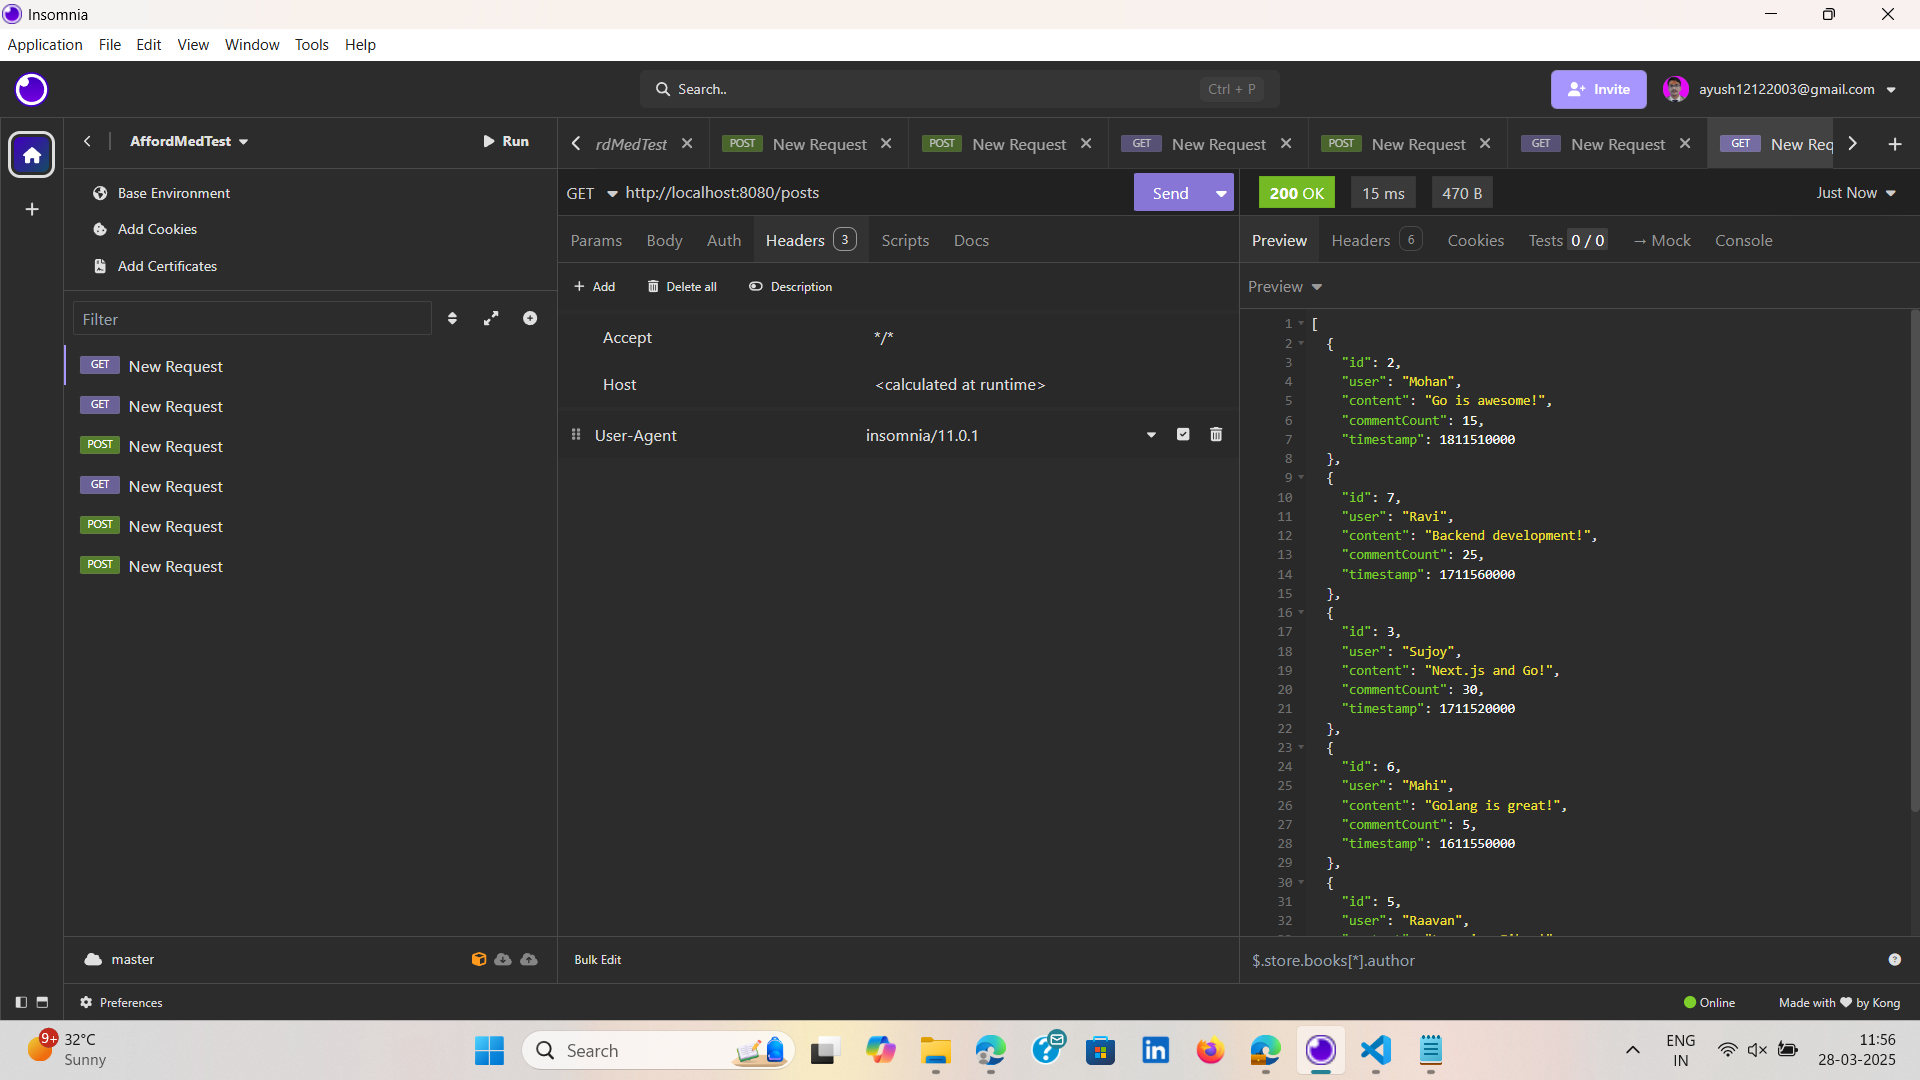 Insomnia
Application File Edit View Window Tools Help
Search.. Ctrl + P
Invite
ayush12122003@gmail.com
AffordMedTest
Run
rdMedTest
POST New Request
POST New Request
GET New Request
POST New Request
GET New Request
GET New Req
Base Environment
Add Cookies
Add Certificates
Filter
GET New Request
GET New Request
POST New Request
GET New Request
POST New Request
POST New Request
master
Preferences
GET http://localhost:8080/posts
Send
Params Body Auth Headers 3 Scripts Docs
Add Delete all Description
Accept */*
Host <calculated at runtime>
User-Agent insomnia/11.0.1
Bulk Edit
200 OK 15 ms 470 B Just Now
Preview Headers 6 Cookies Tests 0 / 0 → Mock Console
Preview
1 [
2 {
3 "id": 2,
4 "user": "Mohan",
5 "content": "Go is awesome!",
6 "commentCount": 15,
7 "timestamp": 1811510000
8 },
9 {
10 "id": 7,
11 "user": "Ravi",
12 "content": "Backend development!",
13 "commentCount": 25,
14 "timestamp": 1711560000
15 },
16 {
17 "id": 3,
18 "user": "Sujoy",
19 "content": "Next.js and Go!",
20 "commentCount": 30,
21 "timestamp": 1711520000
22 },
23 {
24 "id": 6,
25 "user": "Mahi",
26 "content": "Golang is great!",
27 "commentCount": 5,
28 "timestamp": 1611550000
29 },
30 {
31 "id": 5,
32 "user": "Raavan",
$.store.books[*].author
Online
Made with ❤ by Kong
9+
32°C
Sunny
Search
ENG
IN
11:56
28-03-2025